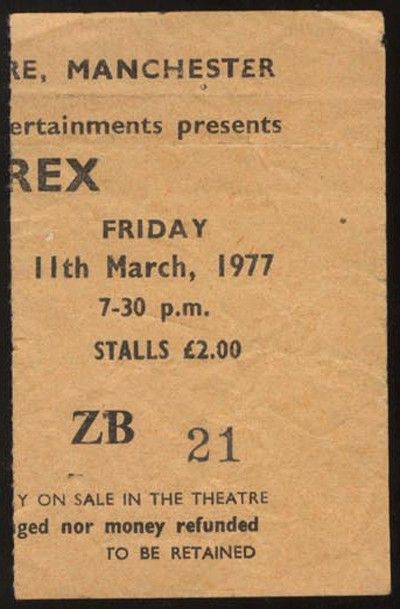 RE, MANCHESTER
ertainments presents
REX
FRIDAY
11th March, 1977
7-30 p.m.
STALLS £2.00
ZB 21
Y ON SALE IN THE THEATRE
ged nor money refunded
TO BE RETAINED